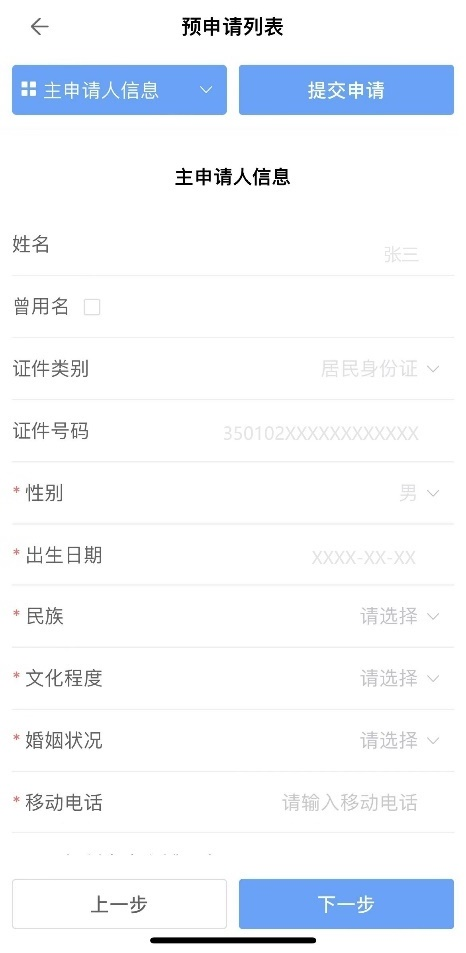 预申请列表
主申请人信息
提交申请
主申请人信息
姓名 张三
曾用名
证件类别 居民身份证
证件号码 350102XXXXXXXXXXXX
* 性别 男
* 出生日期 XXXX-XX-XX
* 民族 请选择
* 文化程度 请选择
* 婚姻状况 请选择
* 移动电话 请输入移动电话
上一步
下一步